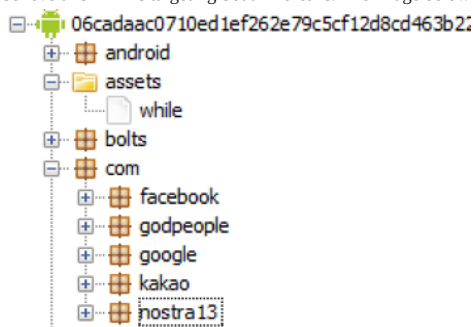 06cadaac0710ed1ef262e79c5cf12d8cd463b22
android
assets
while
bolts
com
facebook
godpeople
google
kakao
nostra13